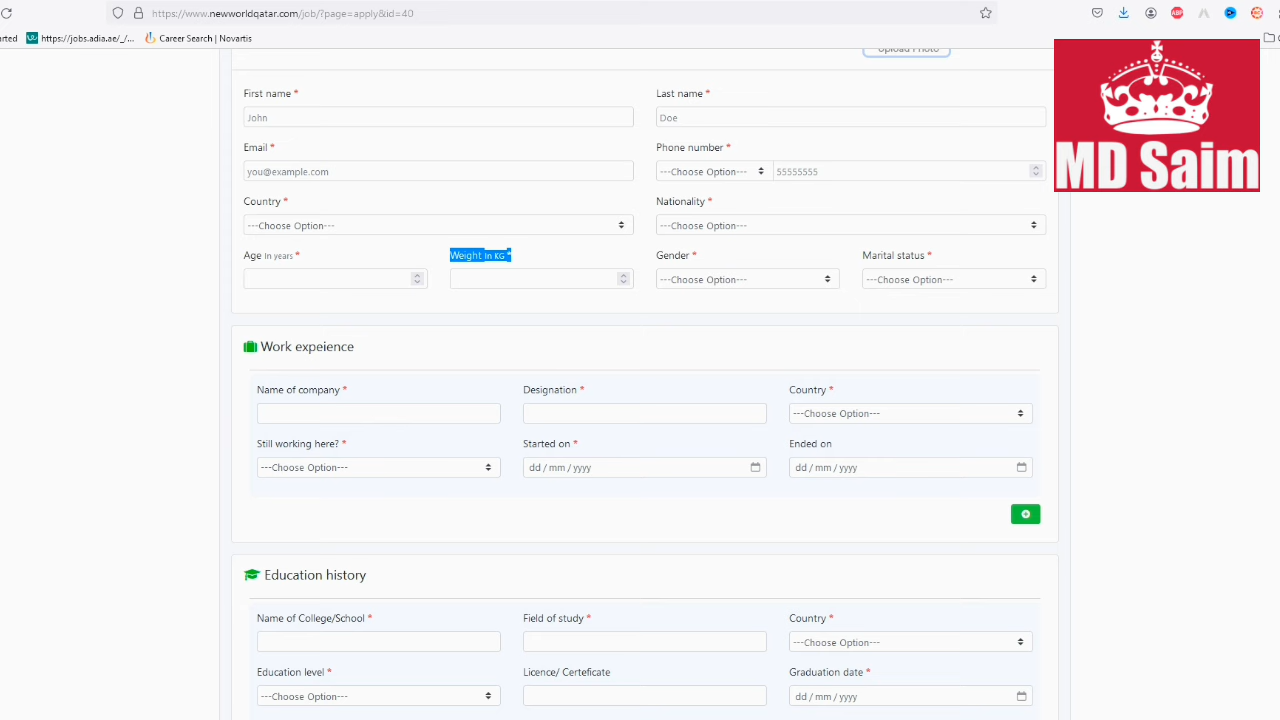 https://www.newworldqatar.com/job/?page=apply&id=40
arted https://jobs.adia.ae/_/... Career Search | Novartis
Upload Photo
MD Saim
First name * Last name *
John Doe
Email * Phone number *
you@example.com ---Choose Option--- 55555555
Country * Nationality *
---Choose Option--- ---Choose Option---
Age In years * Weight In KG * Gender * Marital status *
---Choose Option--- ---Choose Option---
Work expeience
Name of company * Designation * Country *
---Choose Option---
Still working here? * Started on * Ended on
---Choose Option--- dd / mm / yyyy dd / mm / yyyy
Education history
Name of College/School * Field of study * Country *
---Choose Option---
Education level * Licence/ Certeficate Graduation date *
---Choose Option--- dd / mm / yyyy